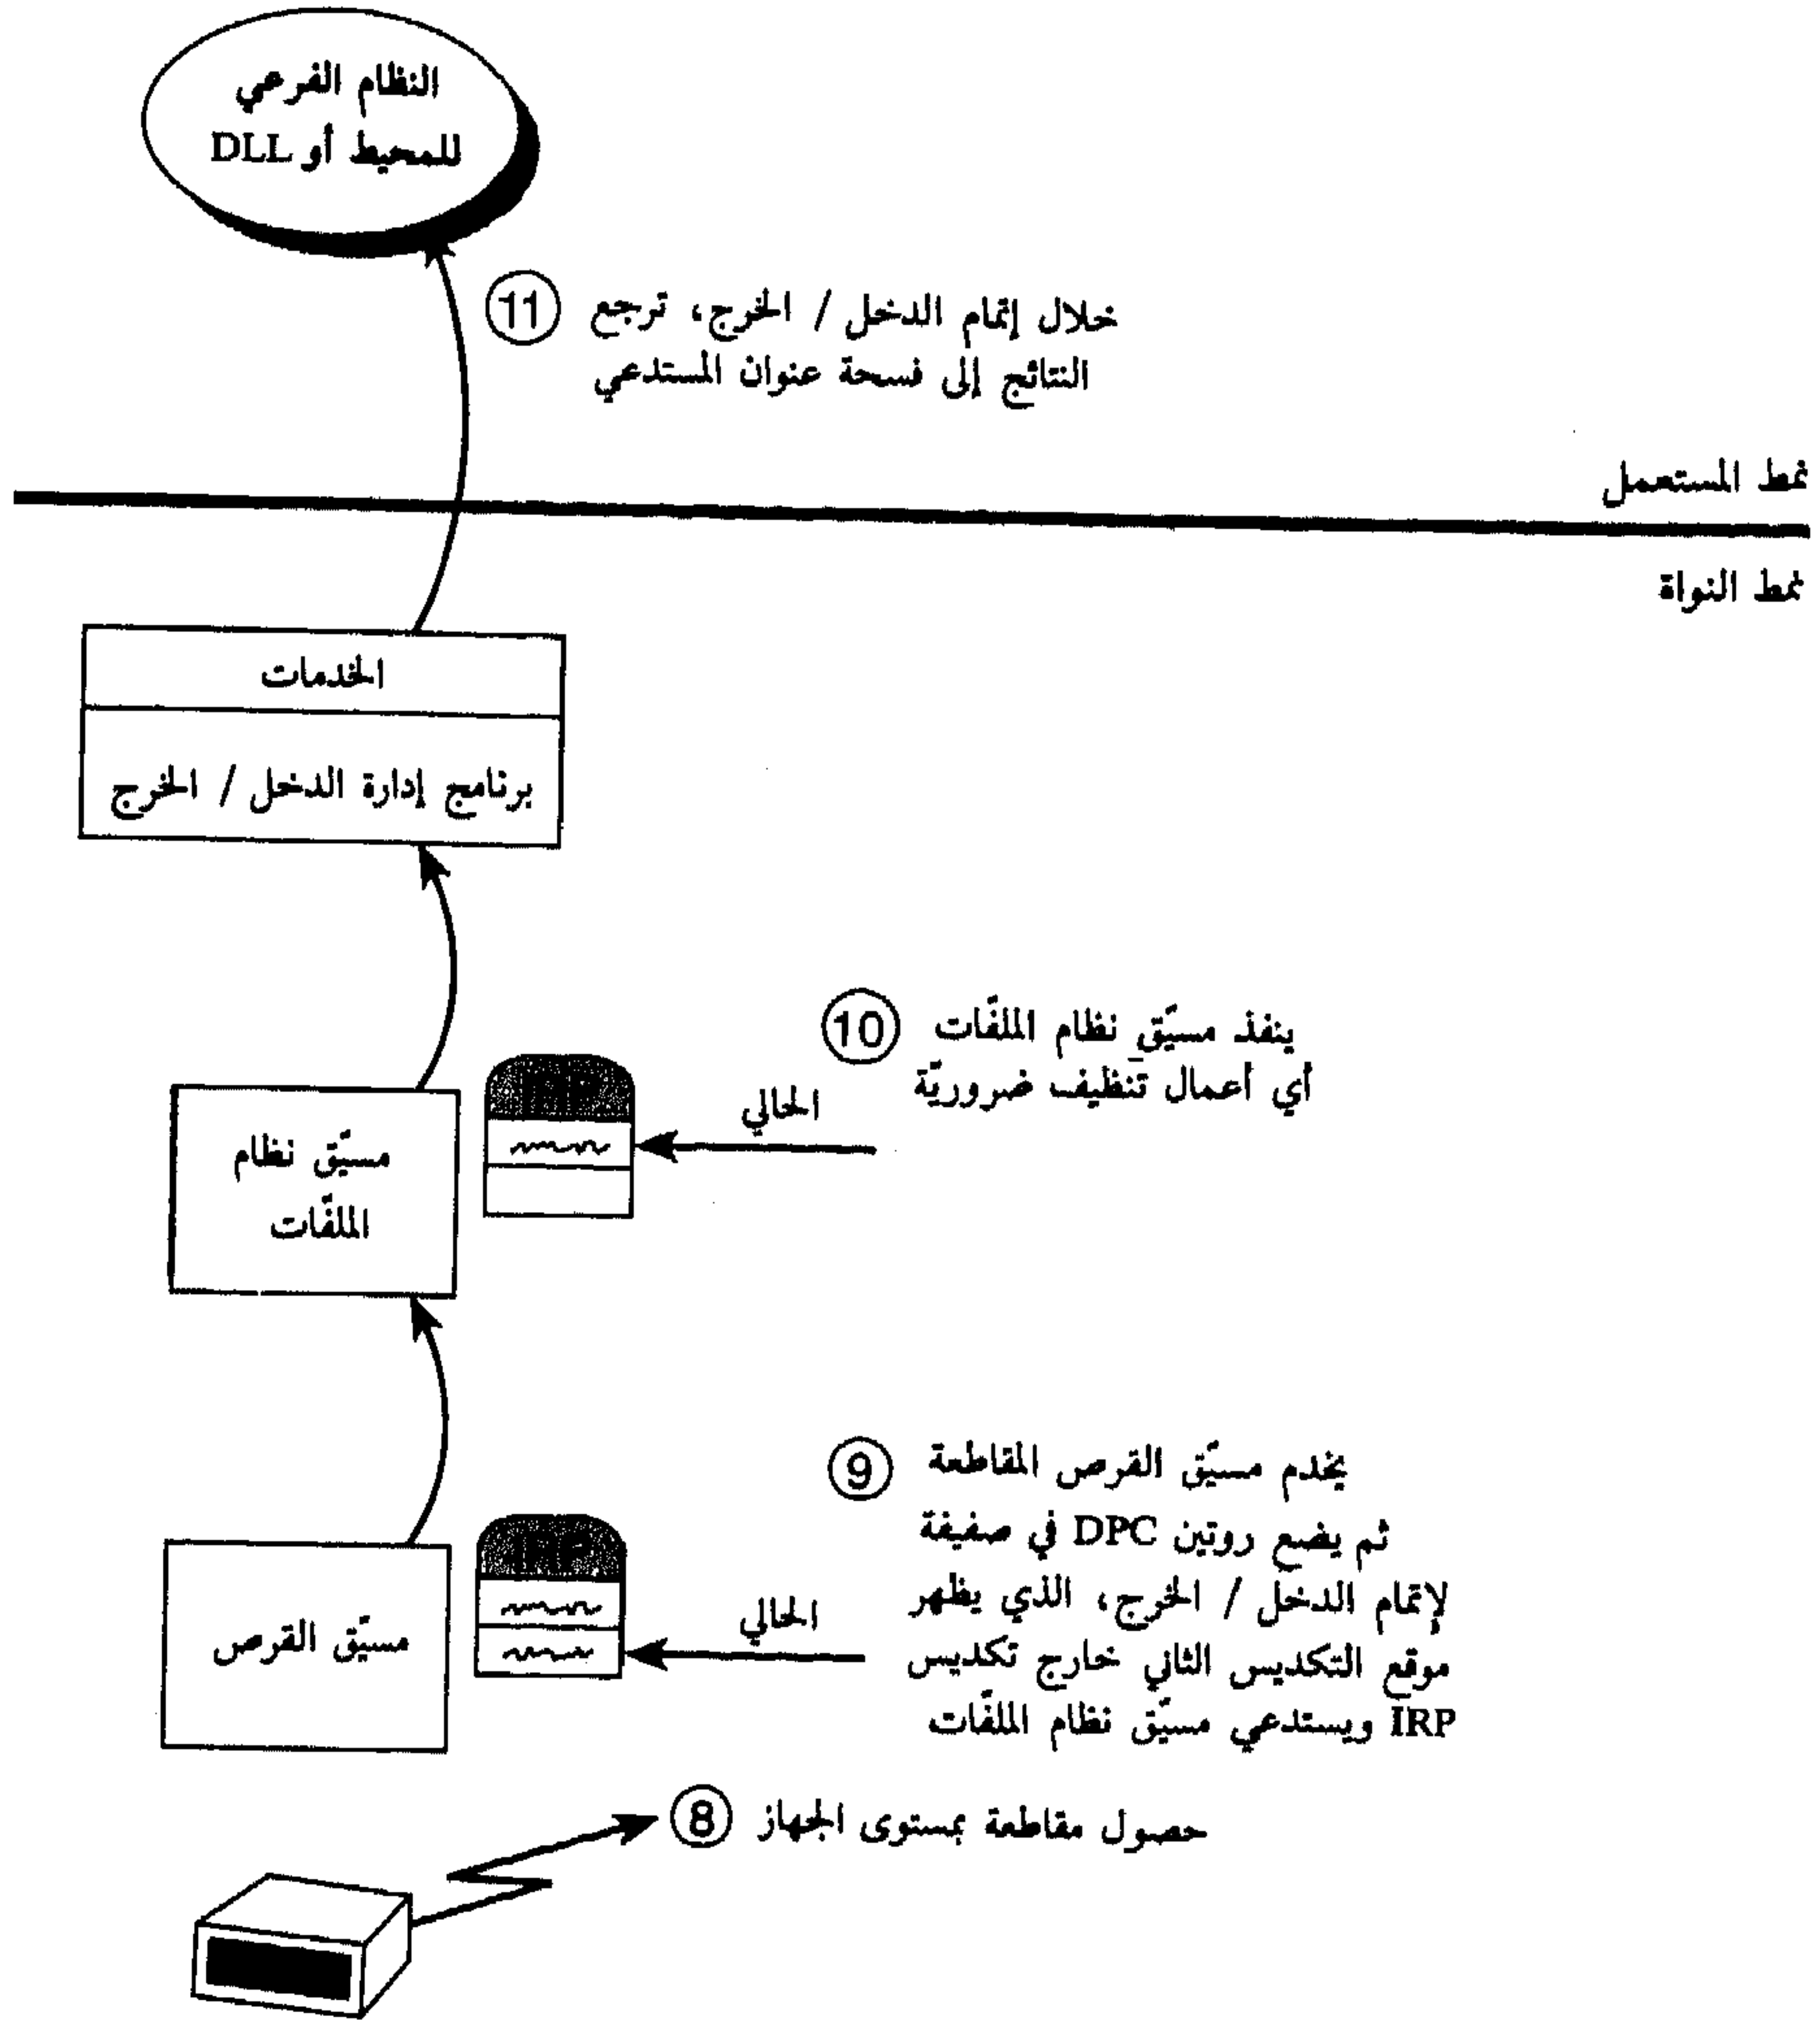 النظام الفرعي
للمحيط أو DLL
11
خلال إتمام الدخل / الخرج، ترجع
النتائج إلى فسحة عنوان المستدعي
نمط المستعمل
نمط النواة
الخدمات
برنامج إدارة الدخل / الخرج
10
ينفذ مسيّق نظام الملفّات
أي أعمال تنظيف ضروريّة
IRP
الحالي
مسيّق نظام
الملفّات
9
يخدم مسيّق القرص المقاطعة
ثم يضع روتين DPC في صفيفة
لإتمام الدخل / الخرج، الذي يظهر
موقع التكديس الثاني خارج تكديس
IRP ويستدعي مسيّق نظام الملفّات
IRP
الحالي
مسيّق القرص
8
حصول مقاطعة بمستوى الجهاز